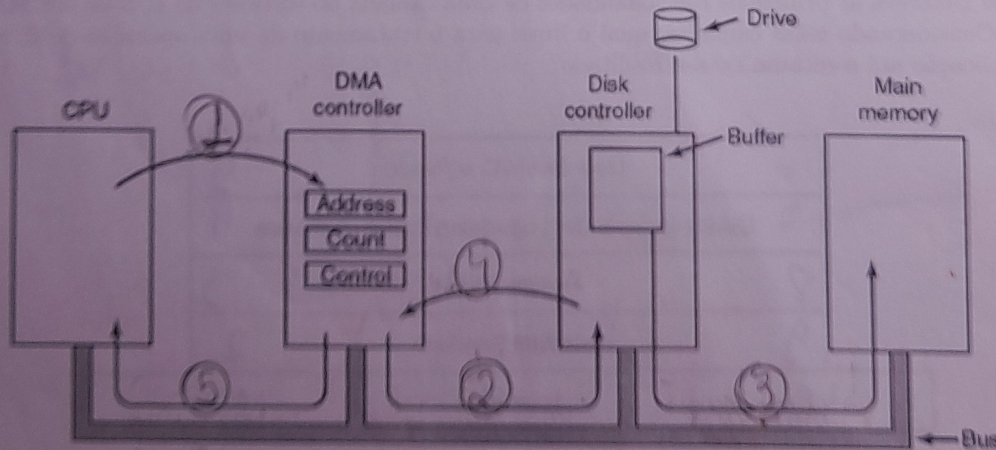 Drive
DMA
controller
Disk
controller
Main
memory
CPU
1
Buffer
Address
Count
Control
4
5
2
3
Bus